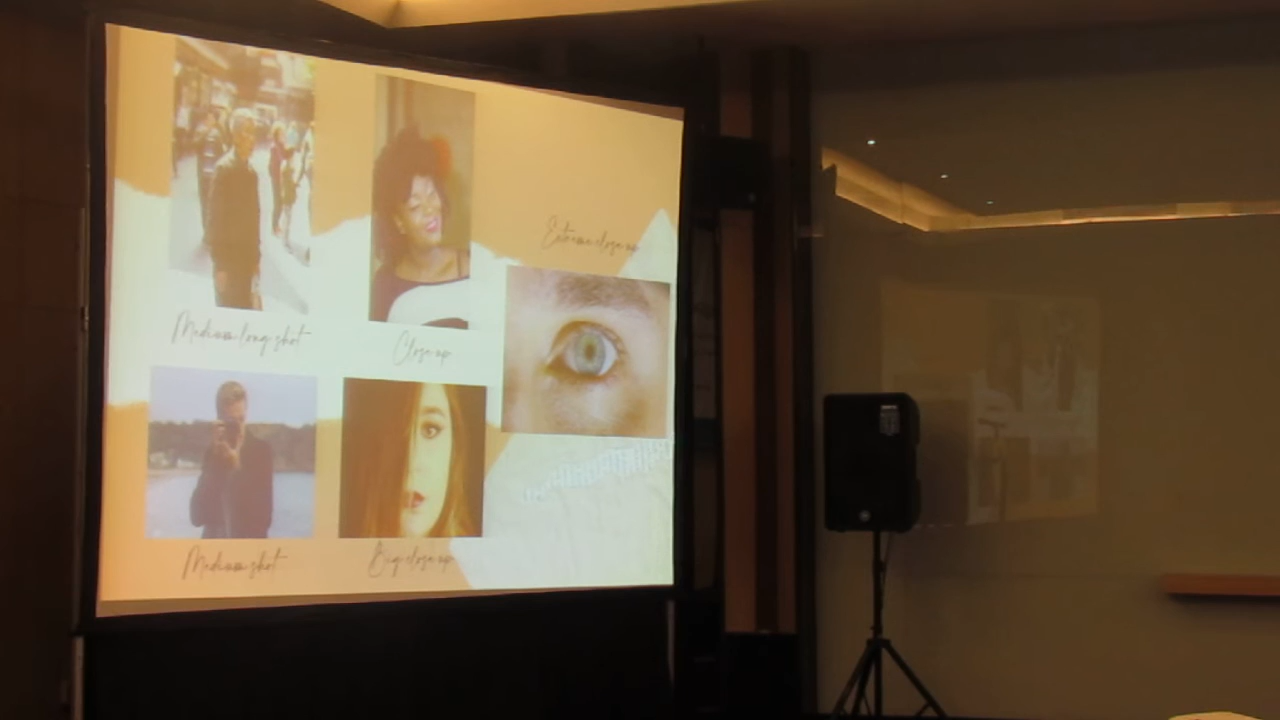 Extreme close up
Medium long shot
Close up
Medium shot
Big close up